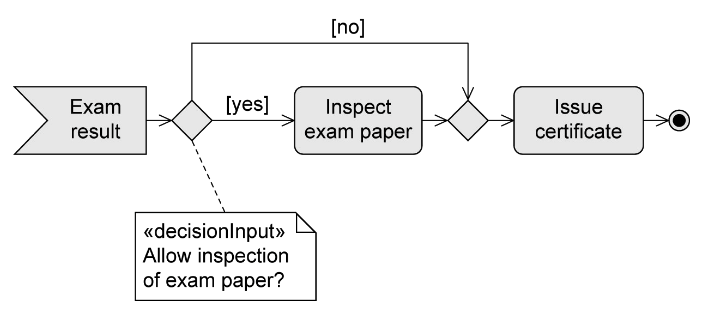 [no]
Exam
result
[yes]
Inspect
exam paper
Issue
certificate
«decisionInput»
Allow inspection
of exam paper?